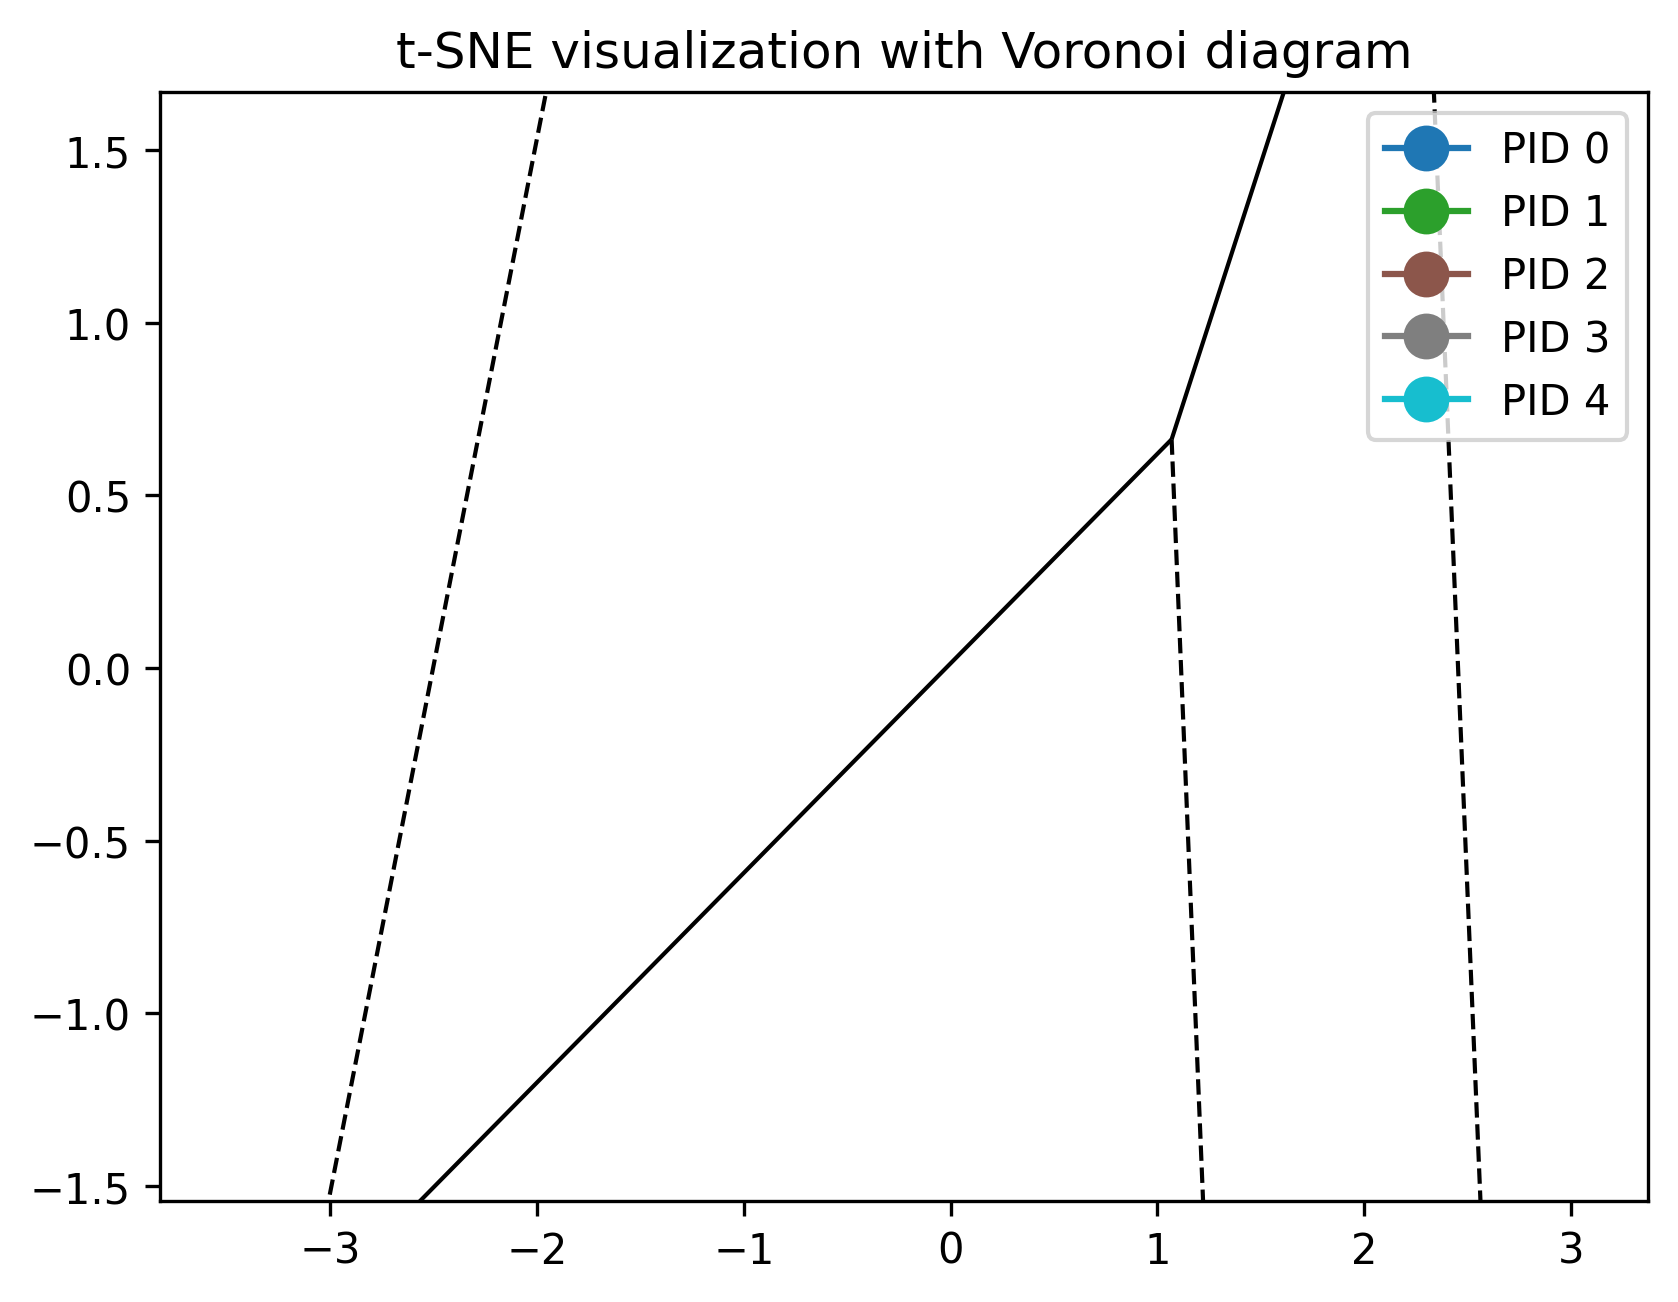 t-SNE visualization with Voronoi diagram
1.5
1.0
0.5
0.0
−0.5
−1.0
−1.5
−3 −2 −1 0 1 2 3
PID 0
PID 1
PID 2
PID 3
PID 4